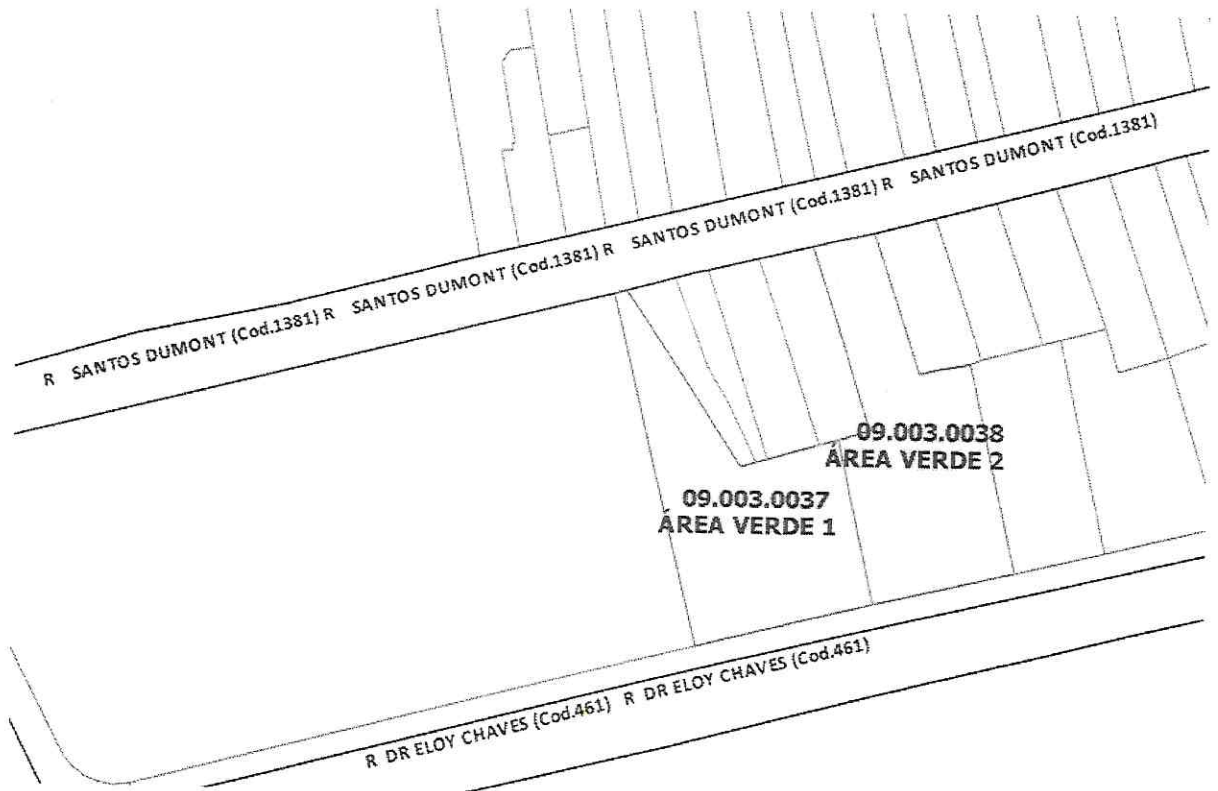 R SANTOS DUMONT (Cod.1381) R SANTOS DUMONT (Cod.1381) R SANTOS DUMONT (Cod.1381) R SANTOS DUMONT (Cod.1381)
09.003.0038
ÁREA VERDE 2
09.003.0037
ÁREA VERDE 1
R DR ELOY CHAVES (Cod.461) R DR ELOY CHAVES (Cod.461)